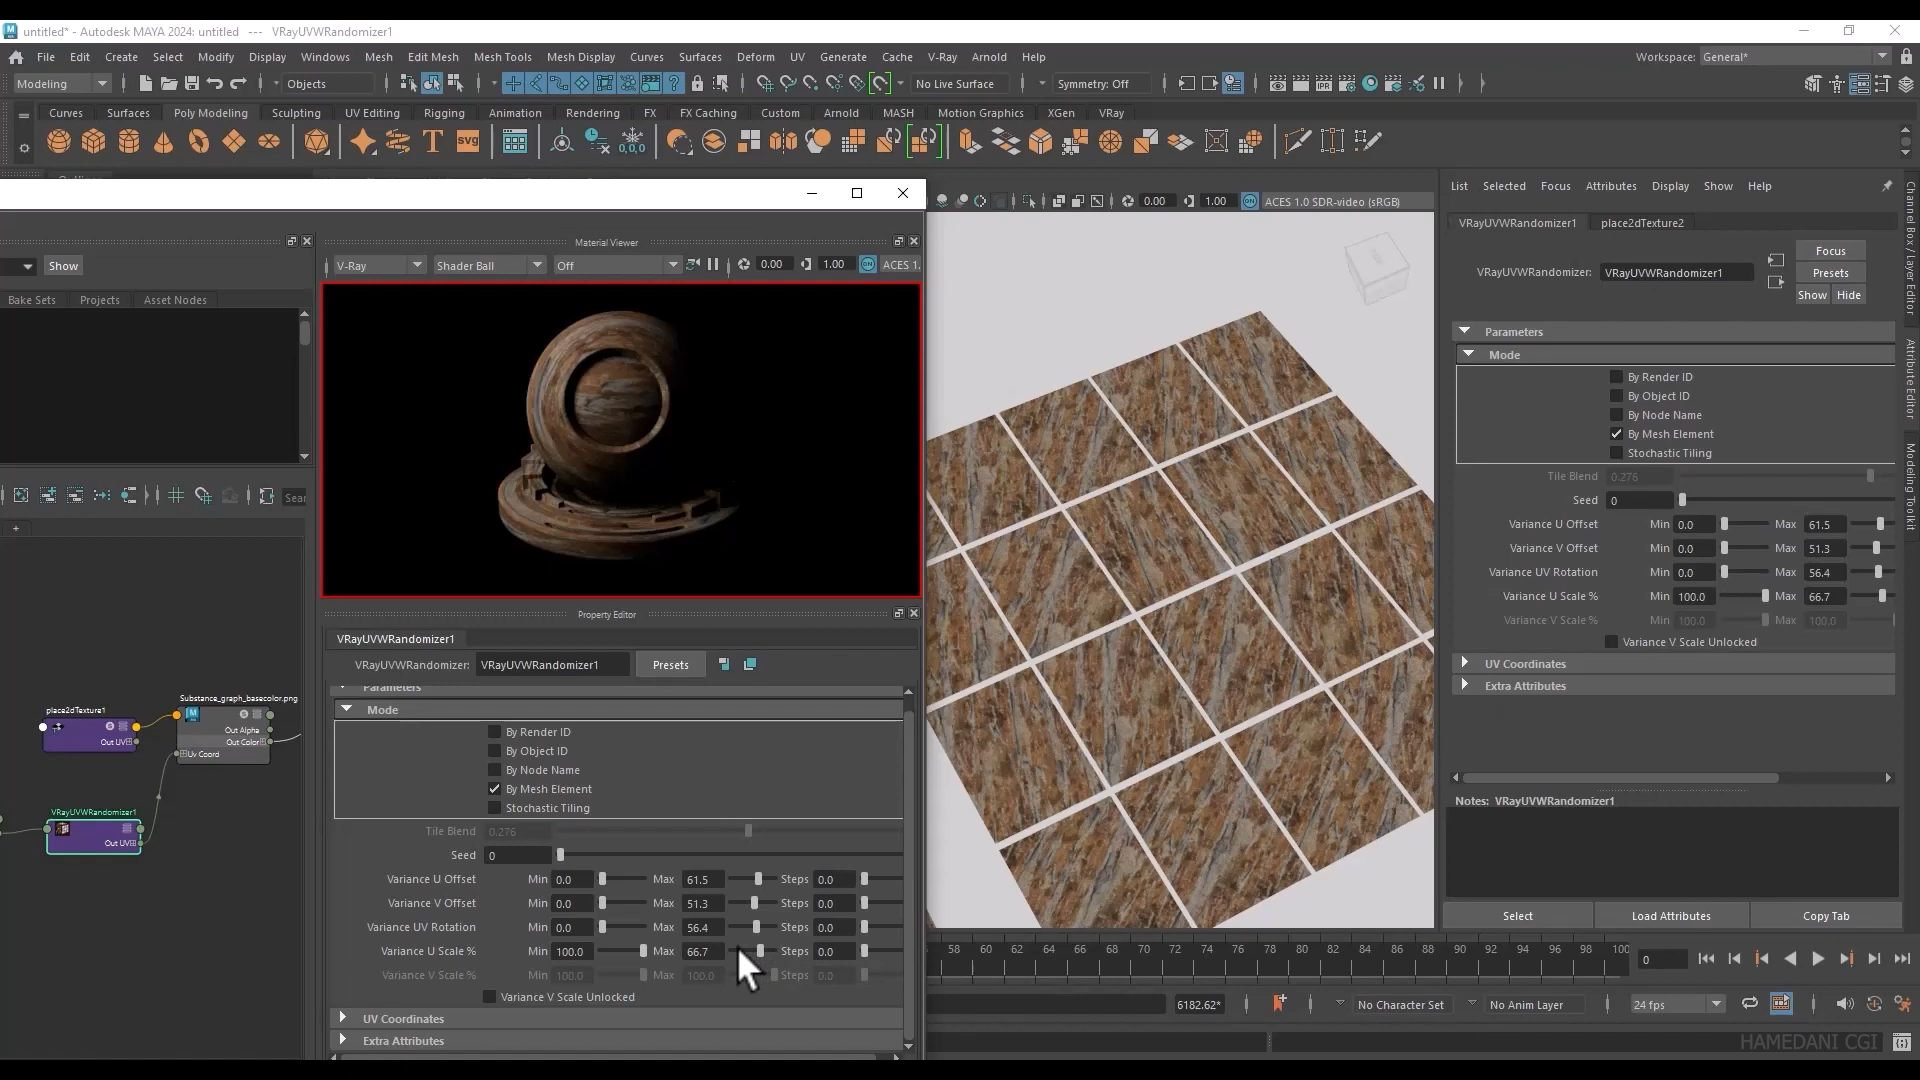 untitled* - Autodesk MAYA 2024: untitled --- VRayUVWRandomizer1
File Edit Create Select Modify Display Windows Mesh Edit Mesh Mesh Tools Mesh Display Curves Surfaces Deform UV Generate Cache V-Ray Arnold Help
Workspace: General*
Modeling Objects No Live Surface Symmetry: Off IPR
Curves Surfaces Poly Modeling Sculpting UV Editing Rigging Animation Rendering FX FX Caching Custom Arnold MASH Motion Graphics XGen VRay
T SVG 0,0,0
0.00 1.00 ON ACES 1.0 SDR-video (sRGB)
List Selected Focus Attributes Display Show Help
VRayUVWRandomizer1 place2dTexture2
VRayUVWRandomizer: VRayUVWRandomizer1
Focus
Presets
Show Hide
Parameters
Mode
By Render ID
By Object ID
By Node Name
By Mesh Element
Stochastic Tiling
Tile Blend 0.276
Seed 0
Variance U Offset Min 0.0 Max 61.5
Variance V Offset Min 0.0 Max 51.3
Variance UV Rotation Min 0.0 Max 56.4
Variance U Scale % Min 100.0 Max 66.7
Variance V Scale % Min 100.0 Max 100.0
Variance V Scale Unlocked
UV Coordinates
Extra Attributes
Notes: VRayUVWRandomizer1
Select Load Attributes Copy Tab
Channel Box / Layer Editor
Attribute Editor
Modeling Toolkit
Material Viewer
Show
V-Ray Shader Ball Off 0.00 1.00 ON ACES 1.
Bake Sets Projects Asset Nodes
Sear
+
place2dTexture1
Out UV
Substance_graph_basecolor.png
Out Alpha
Out Color
Uv Coord
VRayUVWRandomizer1
Out UV
Property Editor
VRayUVWRandomizer1
VRayUVWRandomizer: VRayUVWRandomizer1 Presets
Parameters
Mode
By Render ID
By Object ID
By Node Name
By Mesh Element
Stochastic Tiling
Tile Blend 0.276
Seed 0
Variance U Offset Min 0.0 Max 61.5 Steps 0.0
Variance V Offset Min 0.0 Max 51.3 Steps 0.0
Variance UV Rotation Min 0.0 Max 56.4 Steps 0.0
Variance U Scale % Min 100.0 Max 66.7 Steps 0.0
Variance V Scale % Min 100.0 Max 100.0 Steps 0.0
Variance V Scale Unlocked
UV Coordinates
Extra Attributes
58 60 62 64 66 68 70 72 74 76 78 80 82 84 86 88 90 92 94 96 98 100
0
6182.62* No Character Set No Anim Layer 24 fps
HAMEDANI CGI